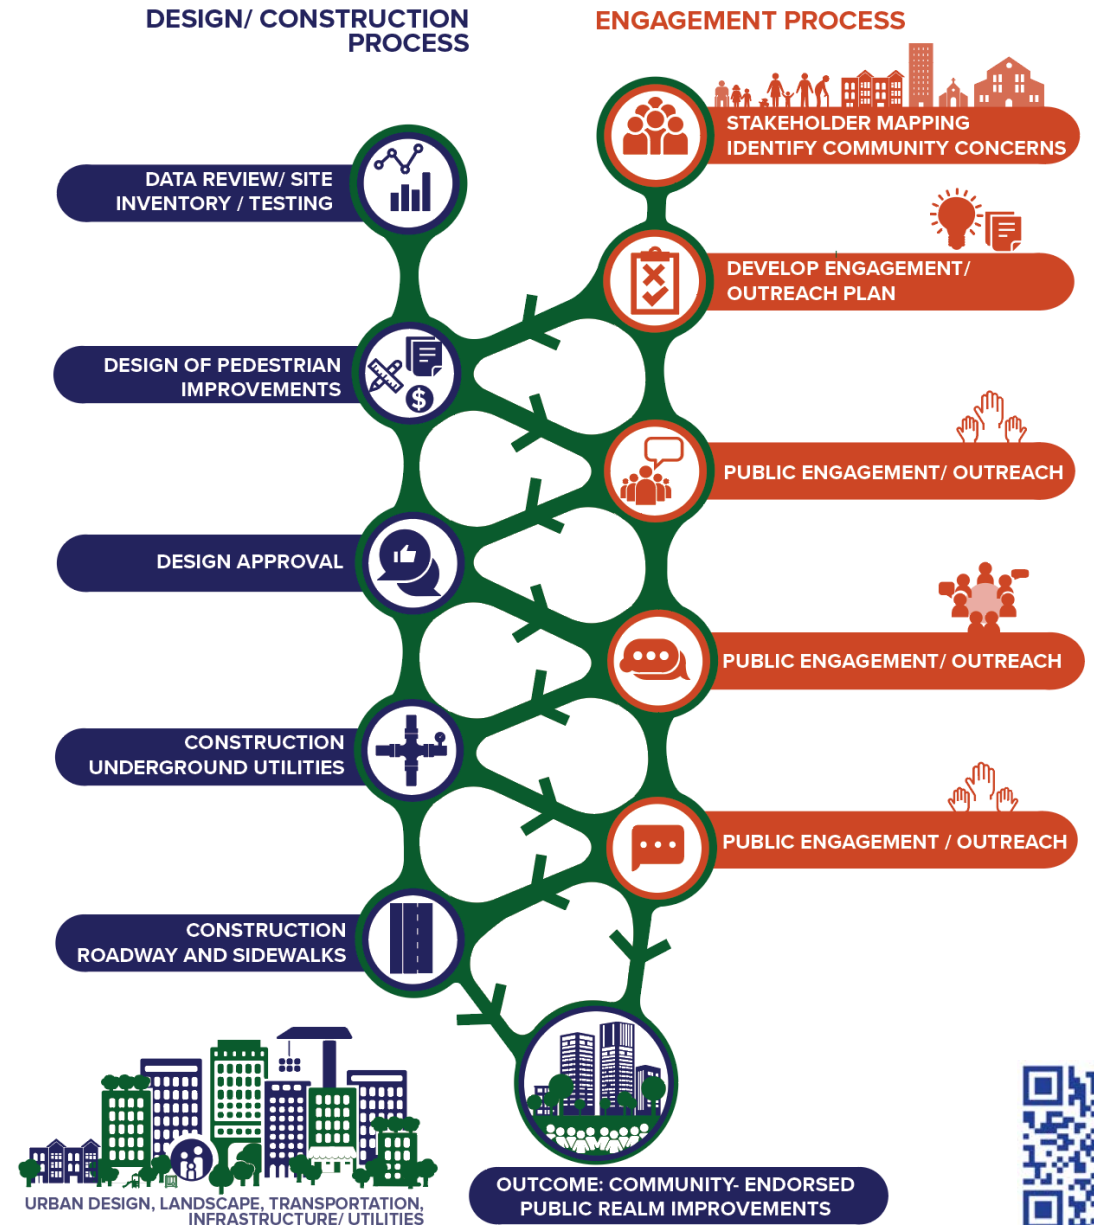 DESIGN/ CONSTRUCTION
PROCESS
ENGAGEMENT PROCESS
STAKEHOLDER MAPPING
IDENTIFY COMMUNITY CONCERNS
DATA REVIEW/ SITE
INVENTORY / TESTING
DEVELOP ENGAGEMENT/
OUTREACH PLAN
DESIGN OF PEDESTRIAN
IMPROVEMENTS
$
PUBLIC ENGAGEMENT/ OUTREACH
DESIGN APPROVAL
PUBLIC ENGAGEMENT/ OUTREACH
CONSTRUCTION
UNDERGROUND UTILITIES
PUBLIC ENGAGEMENT / OUTREACH
CONSTRUCTION
ROADWAY AND SIDEWALKS
OUTCOME: COMMUNITY- ENDORSED
PUBLIC REALM IMPROVEMENTS
URBAN DESIGN, LANDSCAPE, TRANSPORTATION,
INFRASTRUCTURE/ UTILITIES